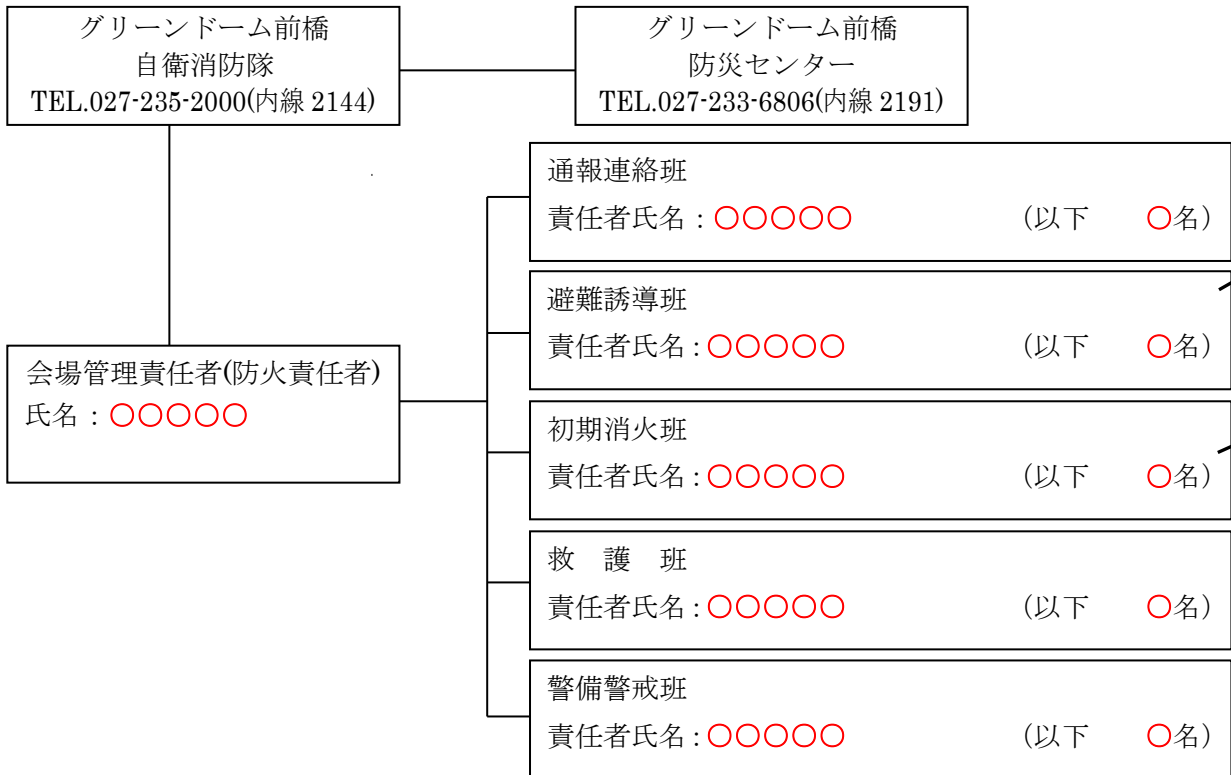 グリーンドーム前橋
自衛消防隊
TEL.027-235-2000(内線 2144)
グリーンドーム前橋
防災センター
TEL.027-233-6806(内線 2191)
通報連絡班
責任者氏名：〇〇〇〇〇　(以下　〇名)
避難誘導班
責任者氏名：〇〇〇〇〇　(以下　〇名)
会場管理責任者(防火責任者)
氏名：〇〇〇〇〇
初期消火班
責任者氏名：〇〇〇〇〇　(以下　〇名)
救　護　班
責任者氏名：〇〇〇〇〇　(以下　〇名)
警備警戒班
責任者氏名：〇〇〇〇〇　(以下　〇名)